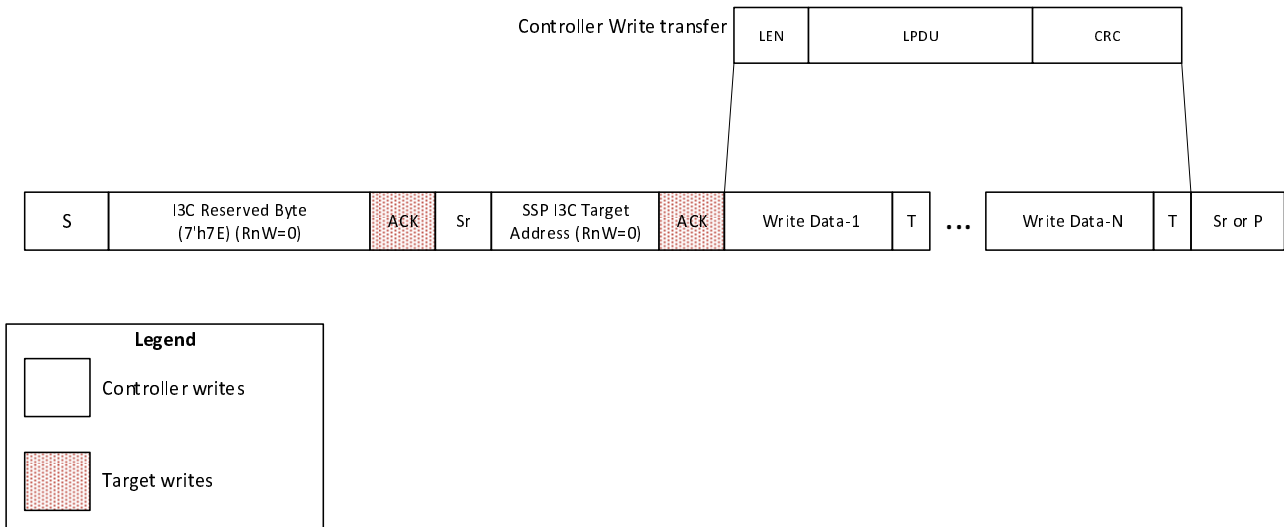 Controller Write transfer
LEN
LPDU
CRC
S
I3C Reserved Byte
(7'h7E) (RnW=0)
ACK
Sr
SSP I3C Target
Address (RnW=0)
ACK
Write Data-1
T
...
Write Data-N
T
Sr or P
Legend
Controller writes
Target writes